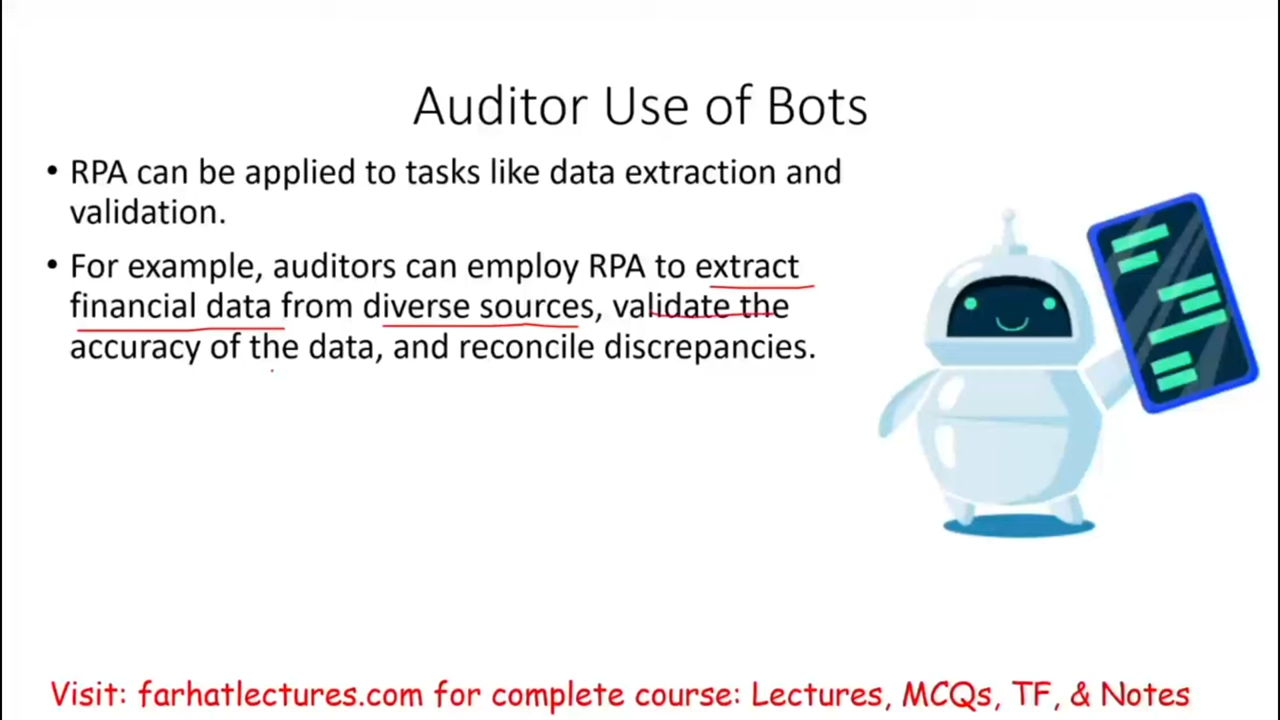 Auditor Use of Bots
• RPA can be applied to tasks like data extraction and
validation.
• For example, auditors can employ RPA to extract
financial data from diverse sources, validate the
accuracy of the data, and reconcile discrepancies.
Visit: farhatlectures.com for complete course: Lectures, MCQs, TF, & Notes